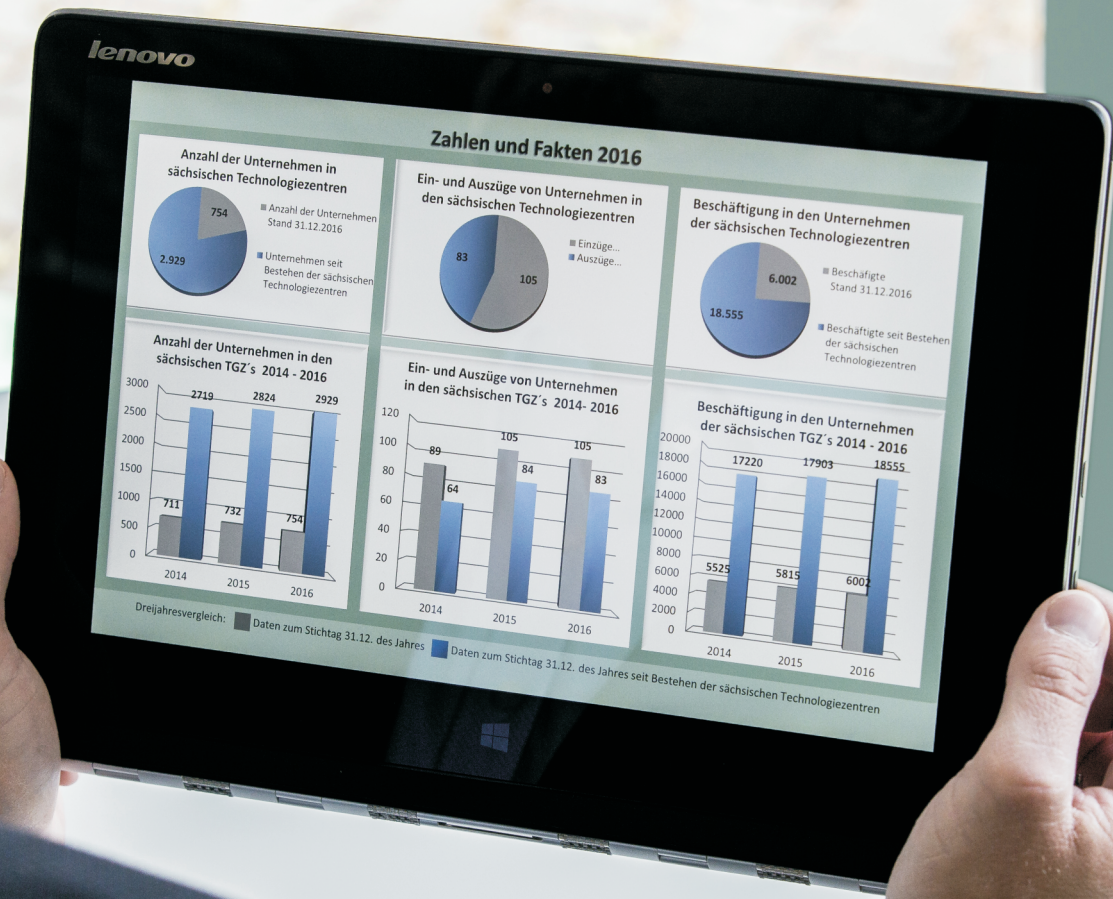 lenovo
Zahlen und Fakten 2016
Anzahl der Unternehmen in
sächsischen Technologiezentren
754
2.929
Anzahl der Unternehmen
Stand 31.12.2016
Unternehmen seit
Bestehen der sächsischen
Technologiezentren
Ein- und Auszüge von Unternehmen in
den sächsischen Technologiezentren
83
105
Einzüge...
Auszüge...
Beschäftigung in den Unternehmen
der sächsischen Technologiezentren
6.002
18.555
Beschäftigte
Stand 31.12.2016
Beschäftigte seit Bestehen
der sächsischen
Technologiezentren
Anzahl der Unternehmen in den
sächsischen TGZ´s 2014 - 2016
3000
2500
2000
1500
1000
500
0
2719
2824
2929
711
732
754
2014
2015
2016
Ein- und Auszüge von Unternehmen
in den sächsischen TGZ´s 2014- 2016
120
100
80
60
40
20
0
89
64
105
84
105
83
2014
2015
2016
Beschäftigung in den Unternehmen
der sächsischen TGZ´s 2014 - 2016
20000
18000
16000
14000
12000
10000
8000
6000
4000
2000
0
17220
17903
18555
5525
5815
6002
2014
2015
2016
Dreijahresvergleich: Daten zum Stichtag 31.12. des Jahres Daten zum Stichtag 31.12. des Jahres seit Bestehen der sächsischen Technologiezentren